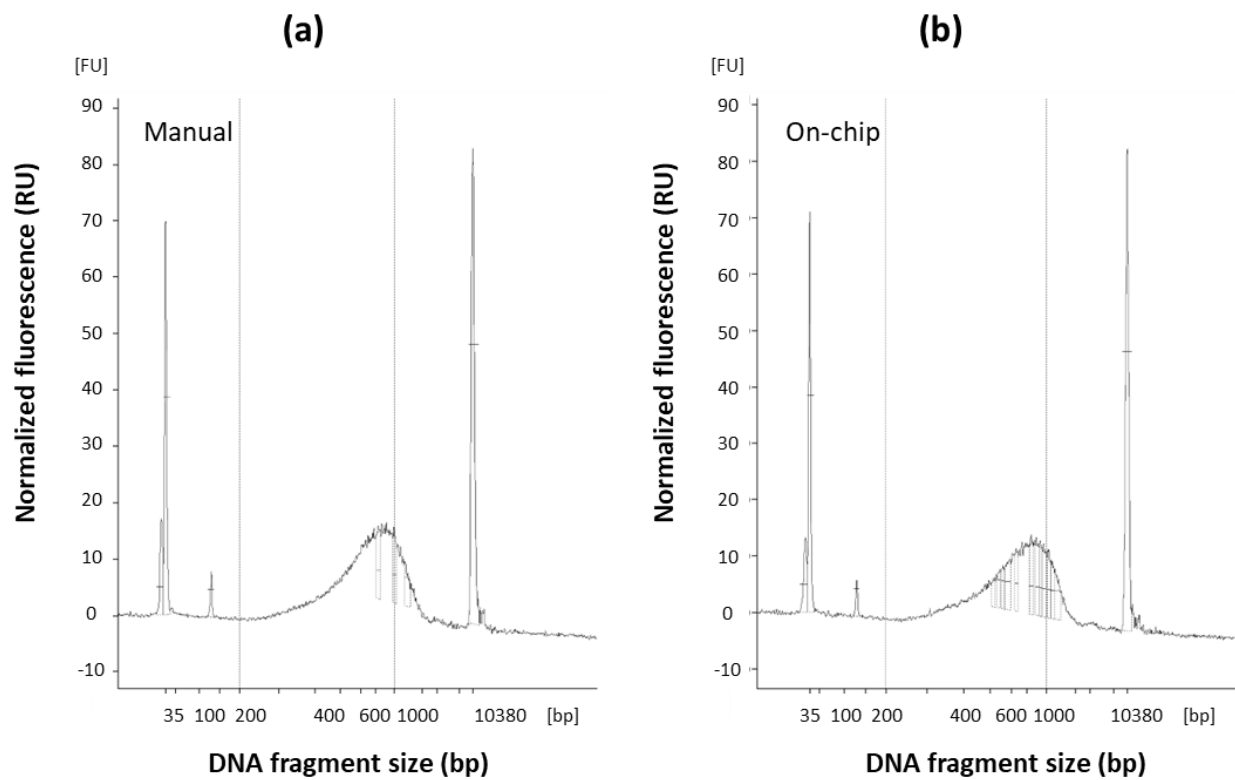 (a)
[FU]
Normalized fluorescence (RU)
Manual
90
80
70
60
50
40
30
20
10
0
-10
35 100 200 400 600 1000 10380 [bp]
DNA fragment size (bp)
(b)
[FU]
Normalized fluorescence (RU)
On-chip
90
80
70
60
50
40
30
20
10
0
-10
35 100 200 400 600 1000 10380 [bp]
DNA fragment size (bp)